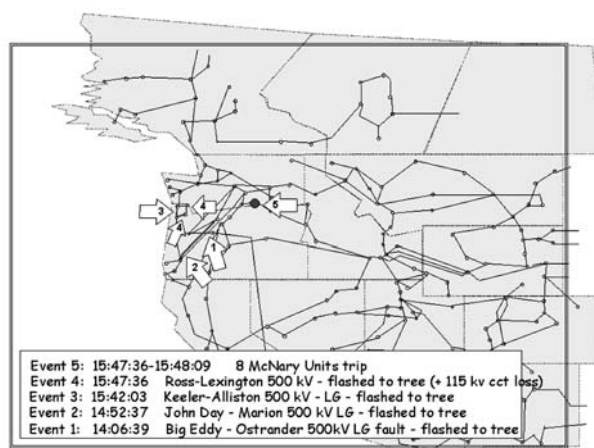 3
4
5
4
1
2
Event 5: 15:47:36-15:48:09 8 McNary Units trip
Event 4: 15:47:36 Ross-Lexington 500 kV - flashed to tree (+ 115 kv cct loss)
Event 3: 15:42:03 Keeler-Alliston 500 kV - LG - flashed to tree
Event 2: 14:52:37 John Day - Marion 500 kV LG - flashed to tree
Event 1: 14:06:39 Big Eddy - Ostrander 500kV LG fault - flashed to tree